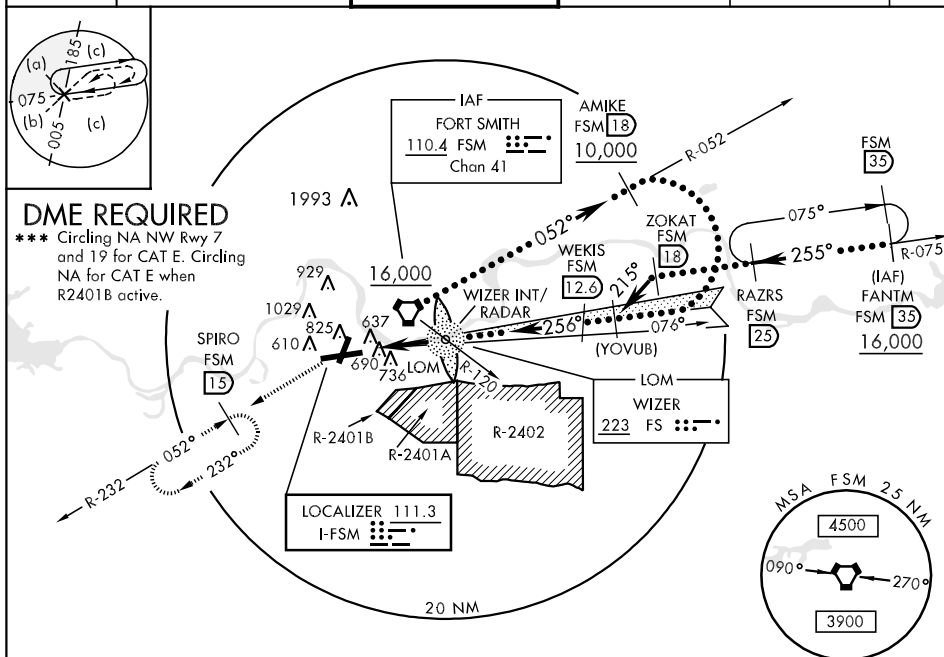 (a)
185
(c)
075
(b)
005
(c)
DME REQUIRED
*** Circling NA NW Rwy 7
and 19 for CAT E. Circling
NA for CAT E when
R2401B active.
IAF
FORT SMITH
110.4 FSM
Chan 41
16,000
AMIKE
FSM 18
10,000
R-052
052°
FSM
35
075°
255°
R-075
(IAF)
FANTM
FSM 35
16,000
RAZRS
FSM
25
ZOKAT
FSM
18
215°
WEKIS
FSM
12.6
256°
076°
(YOVUB)
WIZER INT/
RADAR
1993
929
1029
825
610
637
690
736
LOM
R-120
SPIRO
FSM
15
052°
232°
R-232
R-2401B
R-2401A
R-2402
LOM
WIZER
223 FS
LOCALIZER 111.3
I-FSM
20 NM
MSA FSM 25 NM
4500
090°
270°
3900